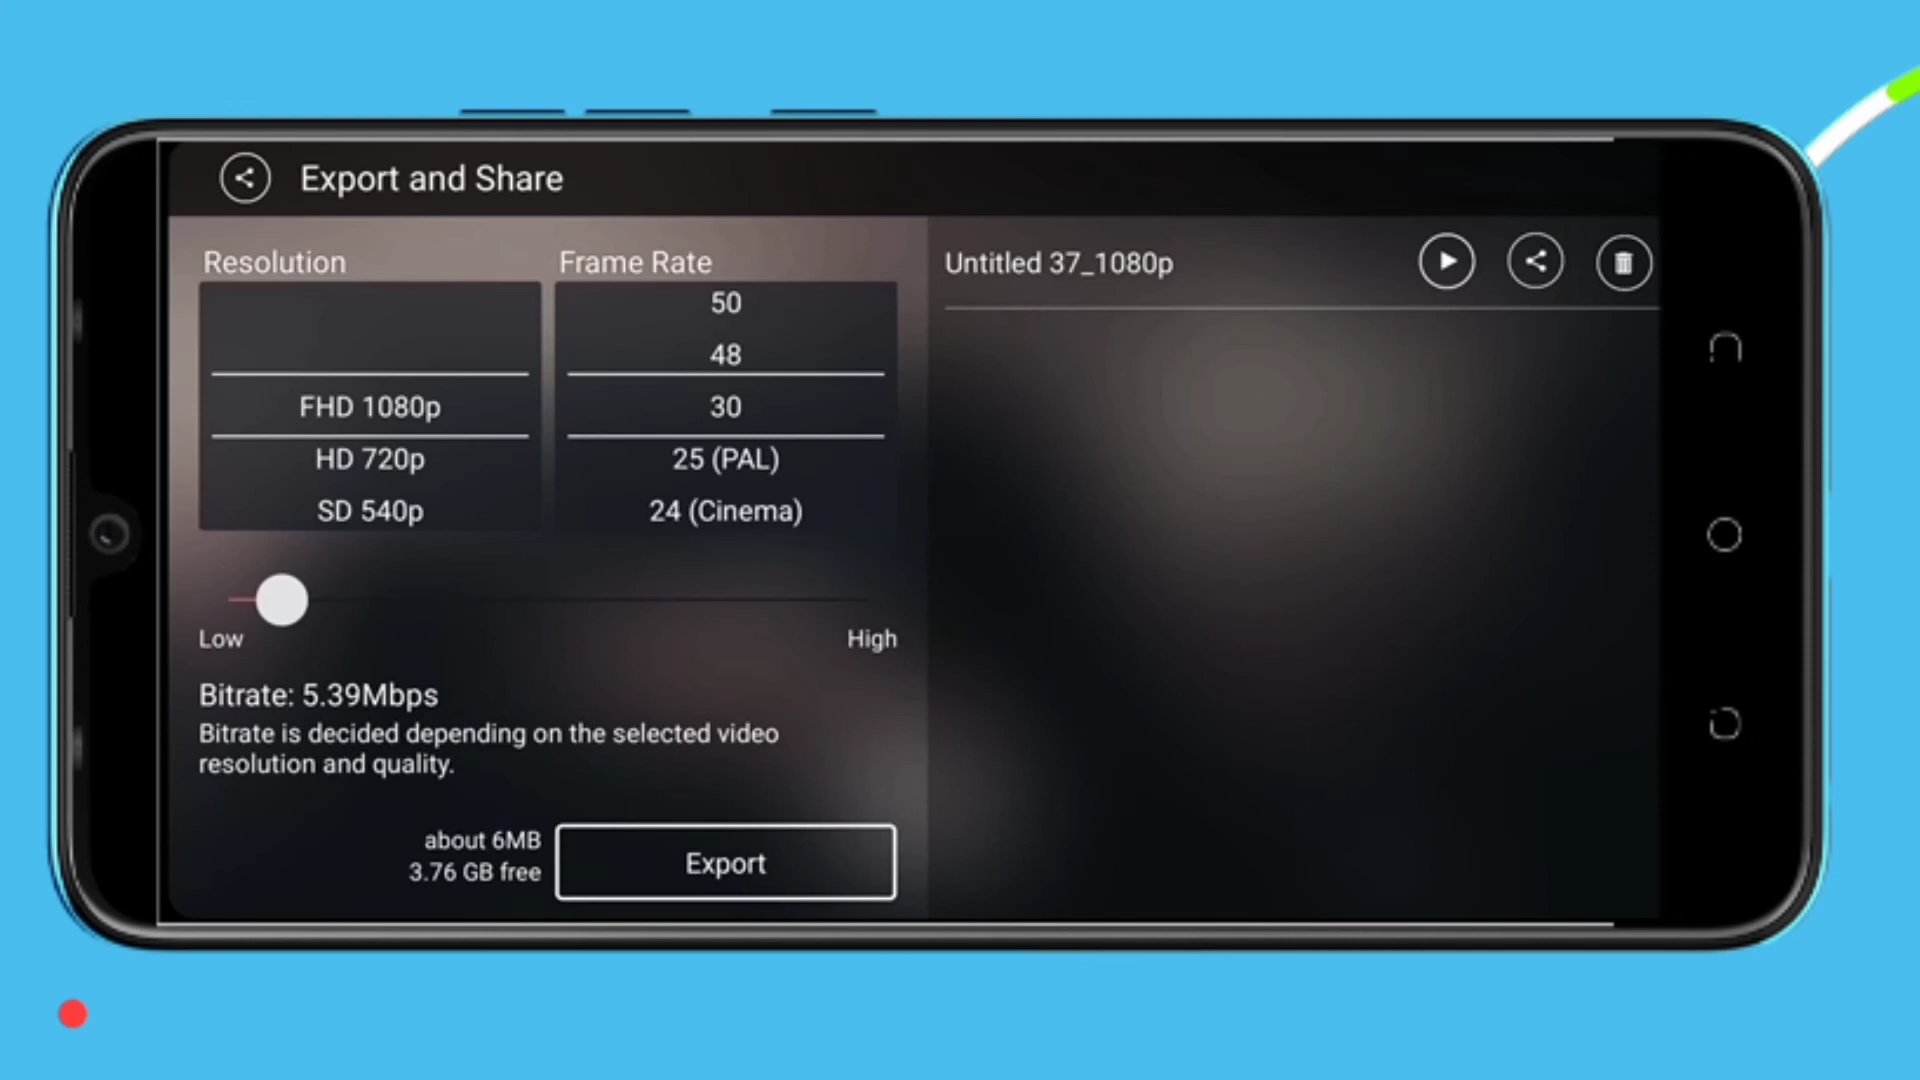 Export and Share
Resolution
Frame Rate
FHD 1080p
HD 720p
SD 540p
50
48
30
25 (PAL)
24 (Cinema)
Low
High
Bitrate: 5.39Mbps
Bitrate is decided depending on the selected video
resolution and quality.
about 6MB
3.76 GB free
Export
Untitled 37_1080p